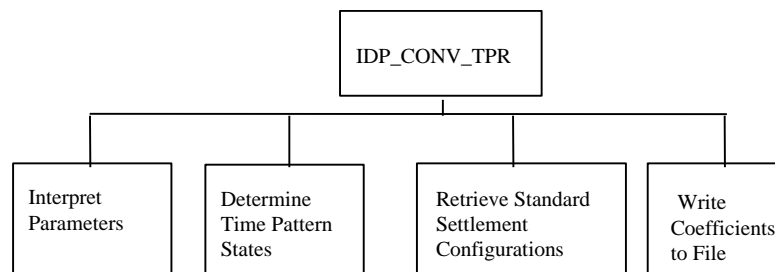 IDP_CONV_TPR
Interpret
Parameters
Determine
Time Pattern
States
Retrieve Standard
Settlement
Configurations
Write
Coefficients
to File